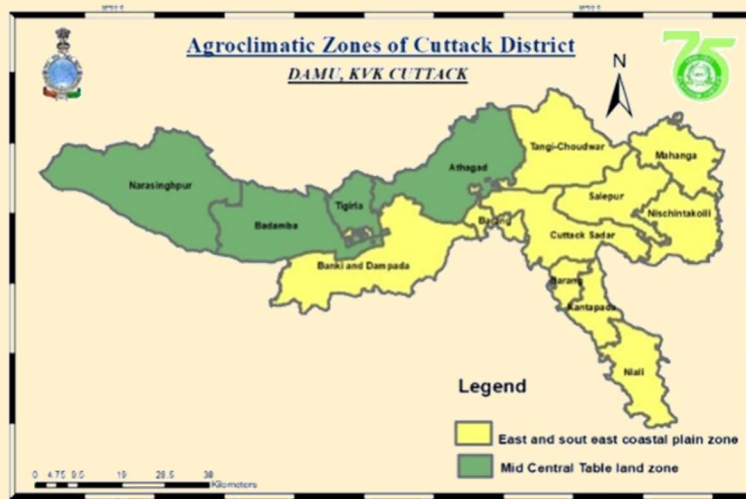 Agroclimatic Zones of Cuttack District
DAMU, KVK CUTTACK
N
75
Tangi-Choudwar
Mahanga
Athagad
Narasinghpur
Tigiria
Salepur
Nischintakoili
Badamba
Cuttack Sadar
Banki and Dampada
Barang
Kantapada
Niali
Legend
East and sout east coastal plain zone
Mid Central Table land zone
0 4.75 9.5 19 28.5 38
Kilometers